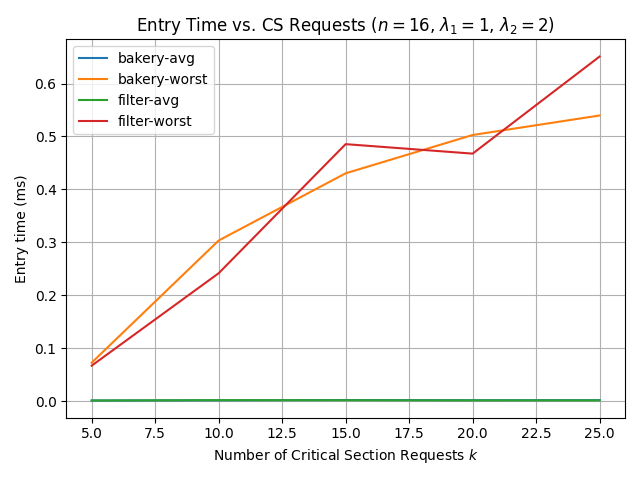 Entry Time vs. CS Requests (n = 16, λ₁ = 1, λ₂ = 2)
bakery-avg
bakery-worst
filter-avg
filter-worst
Entry time (ms)
0.6
0.5
0.4
0.3
0.2
0.1
0.0
5.0 7.5 10.0 12.5 15.0 17.5 20.0 22.5 25.0
Number of Critical Section Requests k